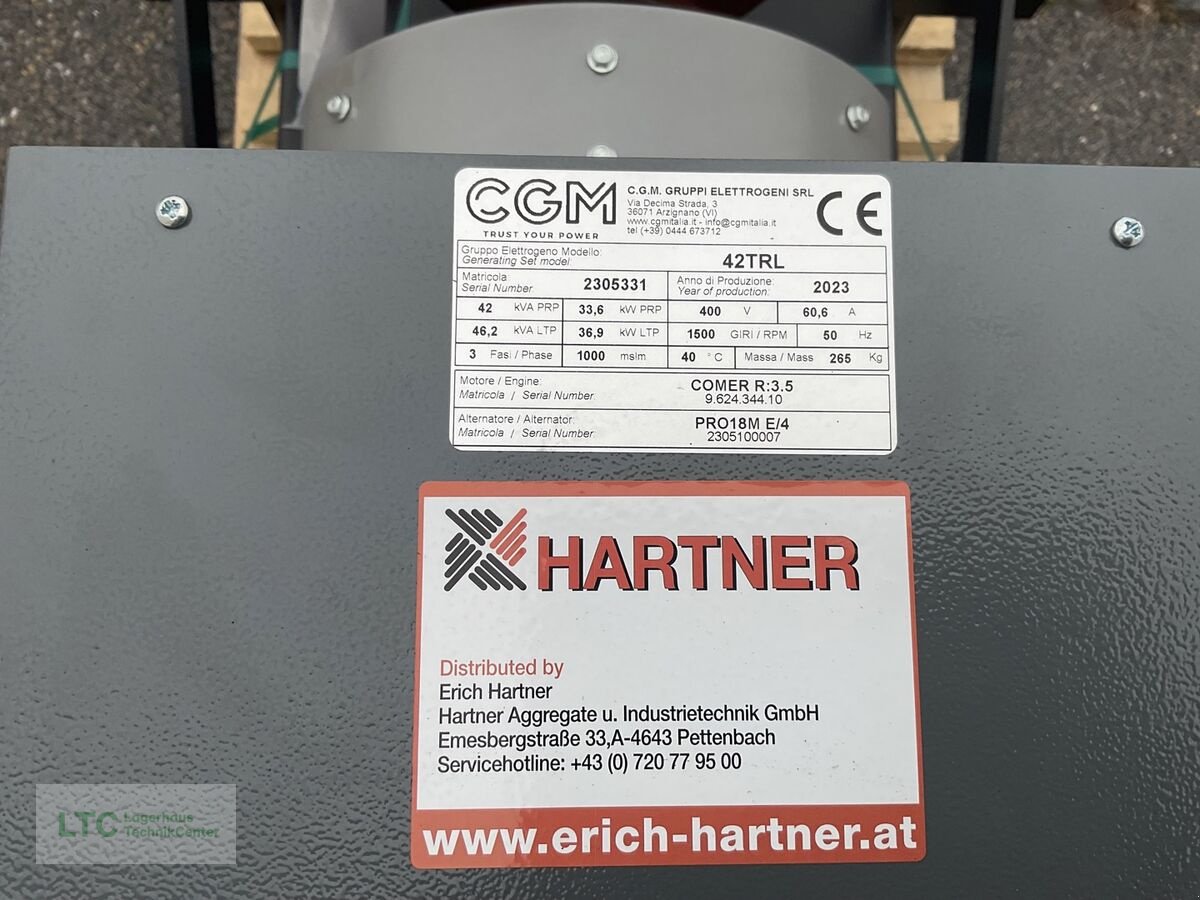 CGM
TRUST YOUR POWER
C.G.M. GRUPPI ELETTROGENI SRL
Via Decima Strada, 3
36071 Arzignano (VI)
www.cgmitalia.it - info@cgmitalia.it
tel (+39) 0444 673712
CE
Gruppo Elettrogeno Modello:
Generating Set model:
42TRL
Matricola:
Serial Number:
2305331
Anno di Produzione:
Year of production:
2023
42 kVA PRP 33,6 kW PRP 400 V 60,6 A
46,2 kVA LTP 36,9 kW LTP 1500 GIRI / RPM 50 Hz
3 Fasi / Phase 1000 mslm 40 °C Massa / Mass 265 Kg
Motore / Engine: COMER R:3.5
Matricola / Serial Number: 9.624.344.10
Alternatore / Alternator: PRO18M E/4
Matricola / Serial Number: 2305100007
HARTNER
Distributed by
Erich Hartner
Hartner Aggregate u. Industrietechnik GmbH
Emesbergstraße 33,A-4643 Pettenbach
Servicehotline: +43 (0) 720 77 95 00
www.erich-hartner.at
LTC Lagerhaus
TechnikCenter